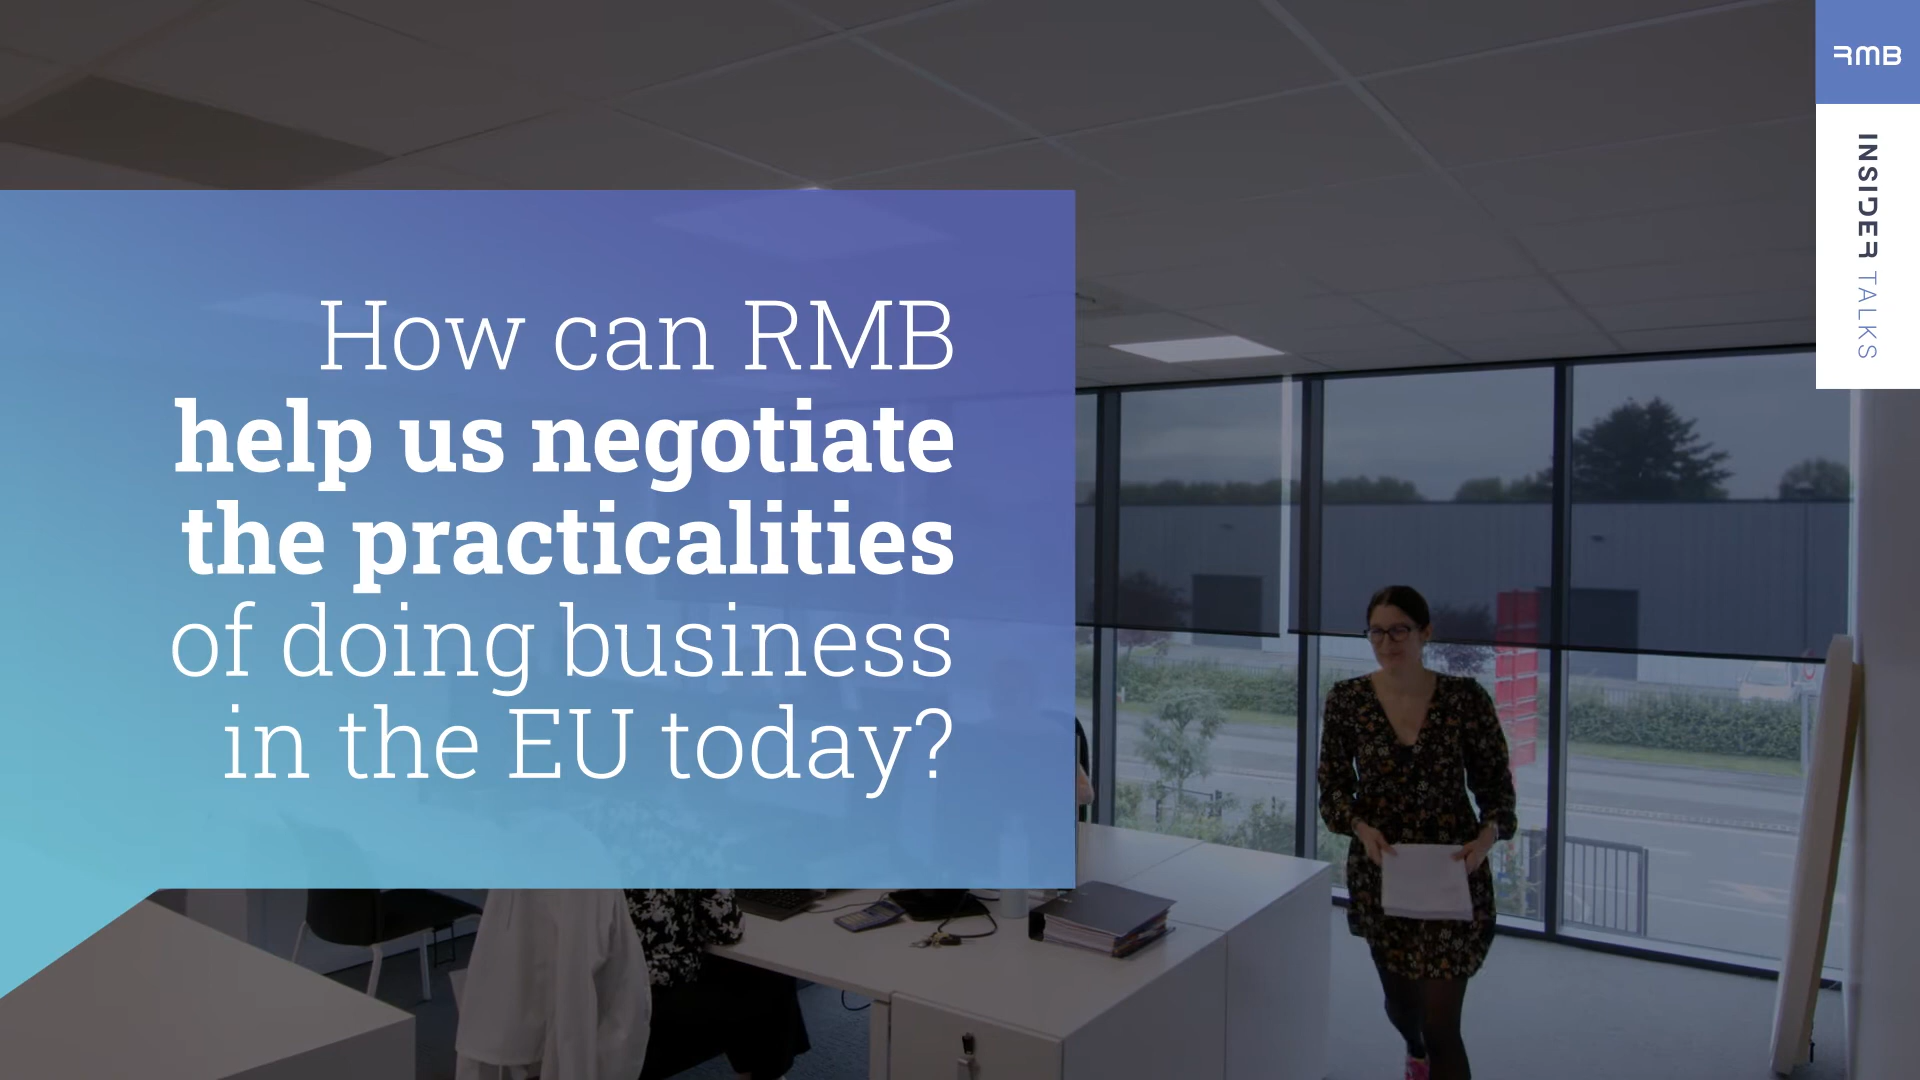 How can RMB
help us negotiate
the practicalities
of doing business
in the EU today?
RMB
INSIDER TALKS